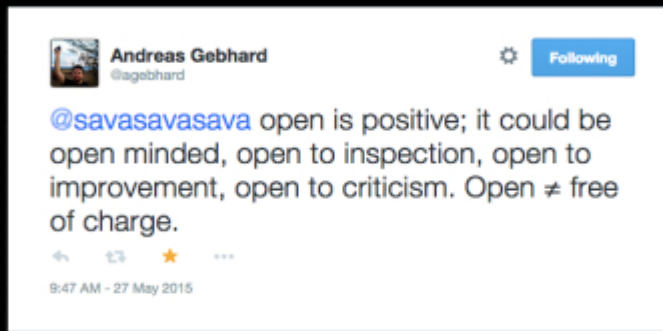 Andreas Gebhard
@agebhard
Following
@savasavasava open is positive; it could be
open minded, open to inspection, open to
improvement, open to criticism. Open ≠ free
of charge.
9:47 AM - 27 May 2015